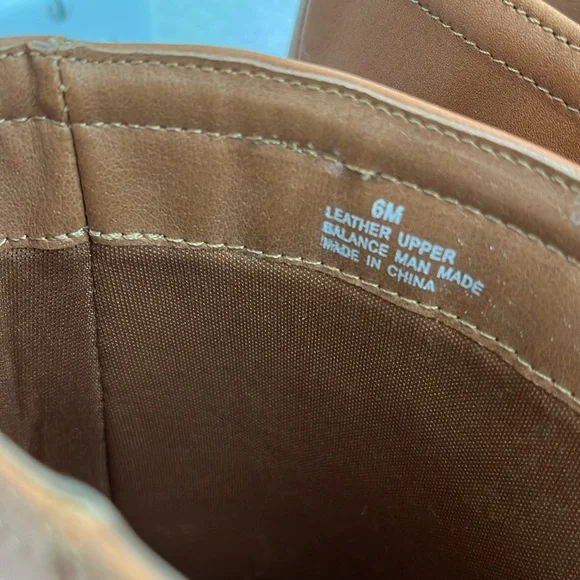 6M
LEATHER UPPER
BALANCE MAN MADE
MADE IN CHINA